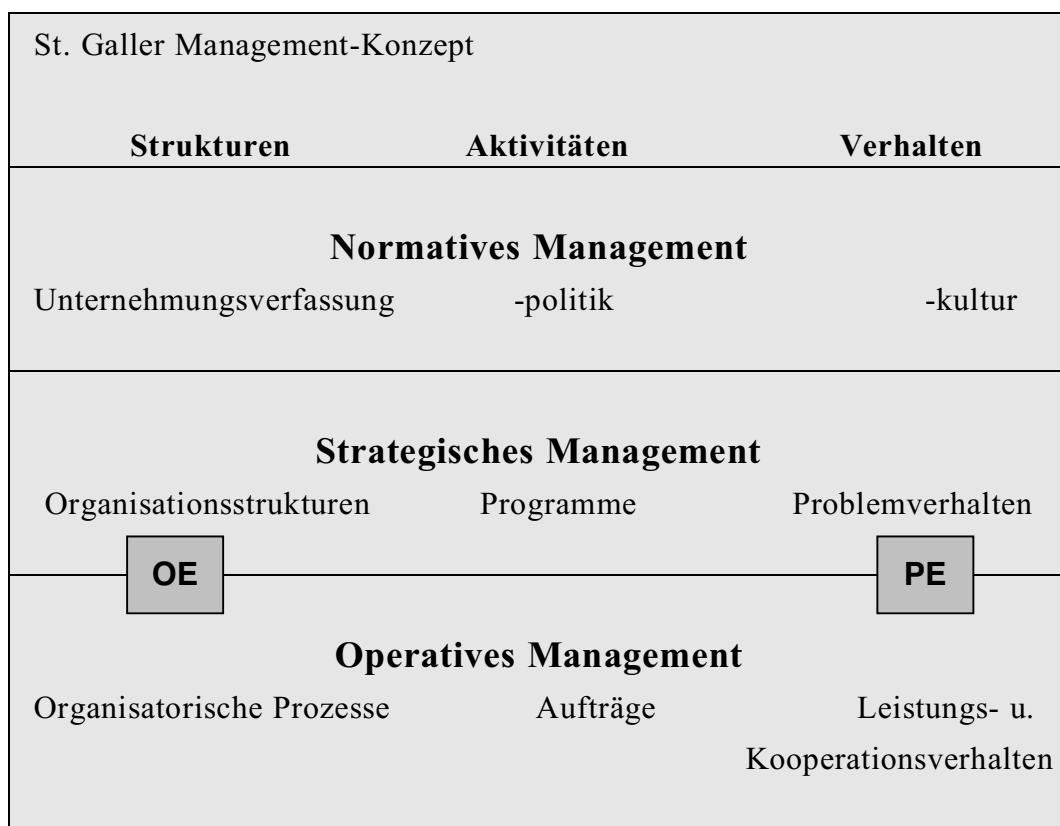 St. Galler Management-Konzept
Strukturen Aktivitäten Verhalten
Normatives Management
Unternehmungsverfassung -politik -kultur
Strategisches Management
Organisationsstrukturen Programme Problemverhalten
OE PE
Operatives Management
Organisatorische Prozesse Aufträge Leistungs- u.
Kooperationsverhalten